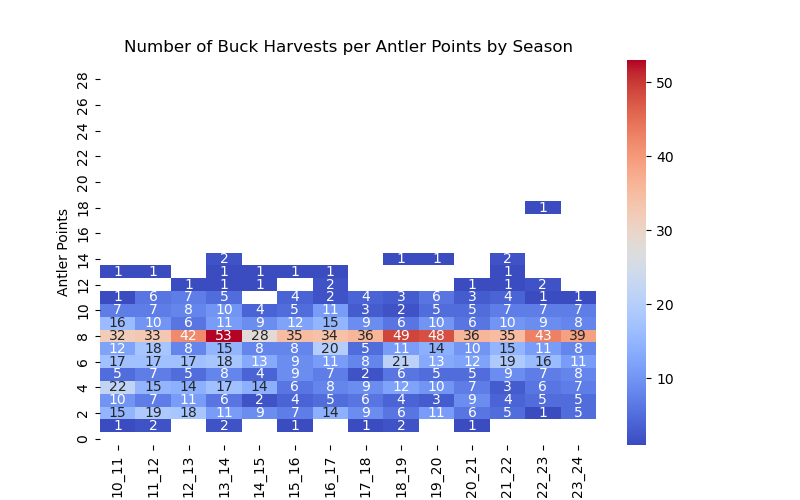 Number of Buck Harvests per Antler Points by Season
Antler Points
28
26
24
22
20
18 1
16
14 2 1 1 2
1 1 1 1 1 1 1
12 1 1 1 2 1 1 2
1 6 7 5 4 2 4 3 6 3 4 1 1
10 7 7 8 10 4 5 11 3 2 5 5 7 7 7
16 10 6 11 9 12 15 9 6 10 6 10 9 8
8 32 33 42 53 28 35 34 36 49 48 36 35 43 39
12 18 8 15 8 8 20 5 11 14 10 15 11 8
6 17 17 17 18 13 9 11 8 21 13 12 19 16 11
5 7 5 8 4 9 7 2 6 5 5 9 7 8
4 22 15 14 17 14 6 8 9 12 10 7 3 6 7
10 7 11 6 2 4 5 6 4 3 9 4 5 5
2 15 19 18 11 9 7 14 9 6 11 6 5 1 5
1 2 2 1 1 2 1
0
10_11 11_12 12_13 13_14 14_15 15_16 16_17 17_18 18_19 19_20 20_21 21_22 22_23 23_24
50
40
30
20
10